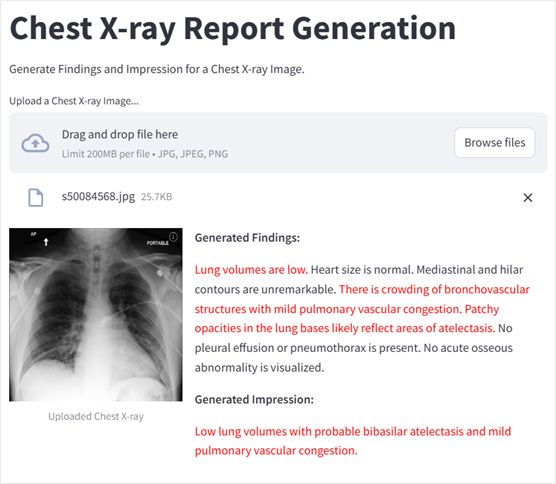 Chest X-ray Report Generation
Generate Findings and Impression for a Chest X-ray Image.
Upload a Chest X-ray Image...
Drag and drop file here
Limit 200MB per file • JPG, JPEG, PNG
Browse files
s50084568.jpg 25.7KB
AP
PORTABLE
Uploaded Chest X-ray
Generated Findings:
Lung volumes are low. Heart size is normal. Mediastinal and hilar
contours are unremarkable. There is crowding of bronchovascular
structures with mild pulmonary vascular congestion. Patchy
opacities in the lung bases likely reflect areas of atelectasis. No
pleural effusion or pneumothorax is present. No acute osseous
abnormality is visualized.
Generated Impression:
Low lung volumes with probable bibasilar atelectasis and mild
pulmonary vascular congestion.